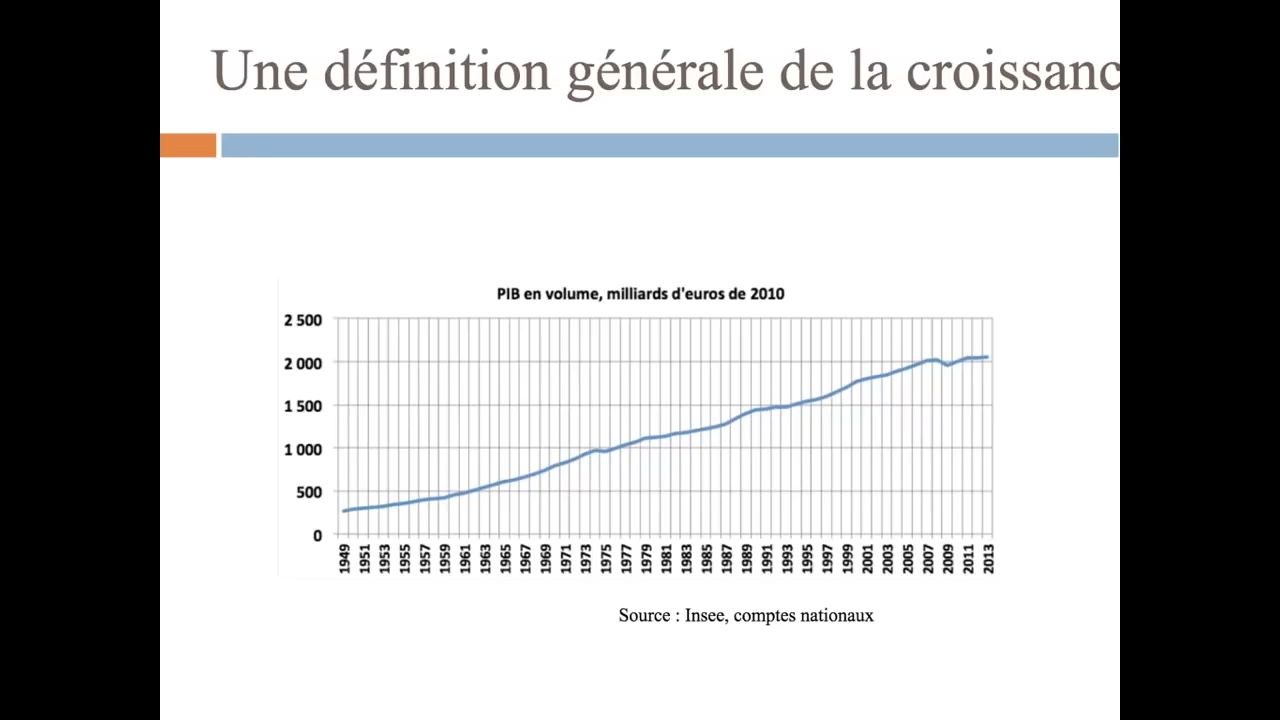 Une définition générale de la croissanc
PIB en volume, milliards d'euros de 2010
2 500
2 000
1 500
1 000
500
0
1949 1951 1953 1955 1957 1959 1961 1963 1965 1967 1969 1971 1973 1975 1977 1979 1981 1983 1985 1987 1989 1991 1993 1995 1997 1999 2001 2003 2005 2007 2009 2011 2013
Source : Insee, comptes nationaux